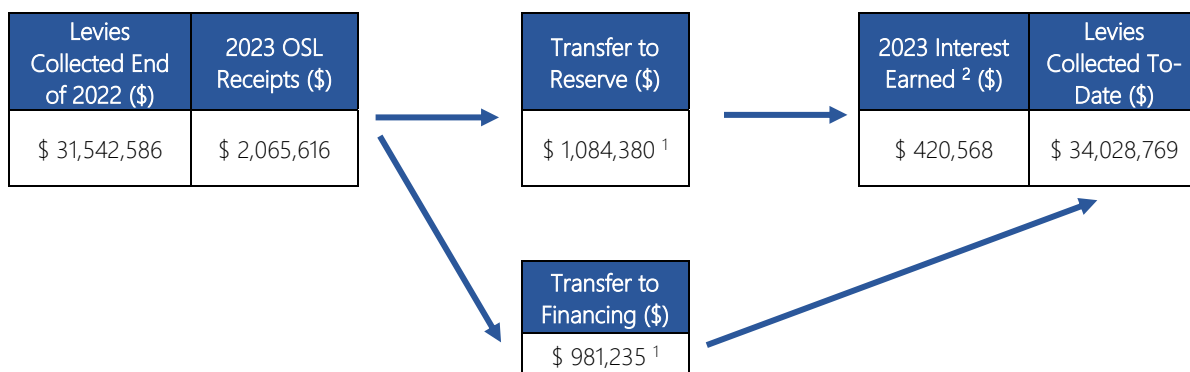 Levies
Collected End
of 2022 ($)
2023 OSL
Receipts ($)
$ 31,542,586
$ 2,065,616
Transfer to
Reserve ($)
$ 1,084,380 1
2023 Interest
Earned 2 ($)
Levies
Collected To-
Date ($)
$ 420,568
$ 34,028,769
Transfer to
Financing ($)
$ 981,235 1